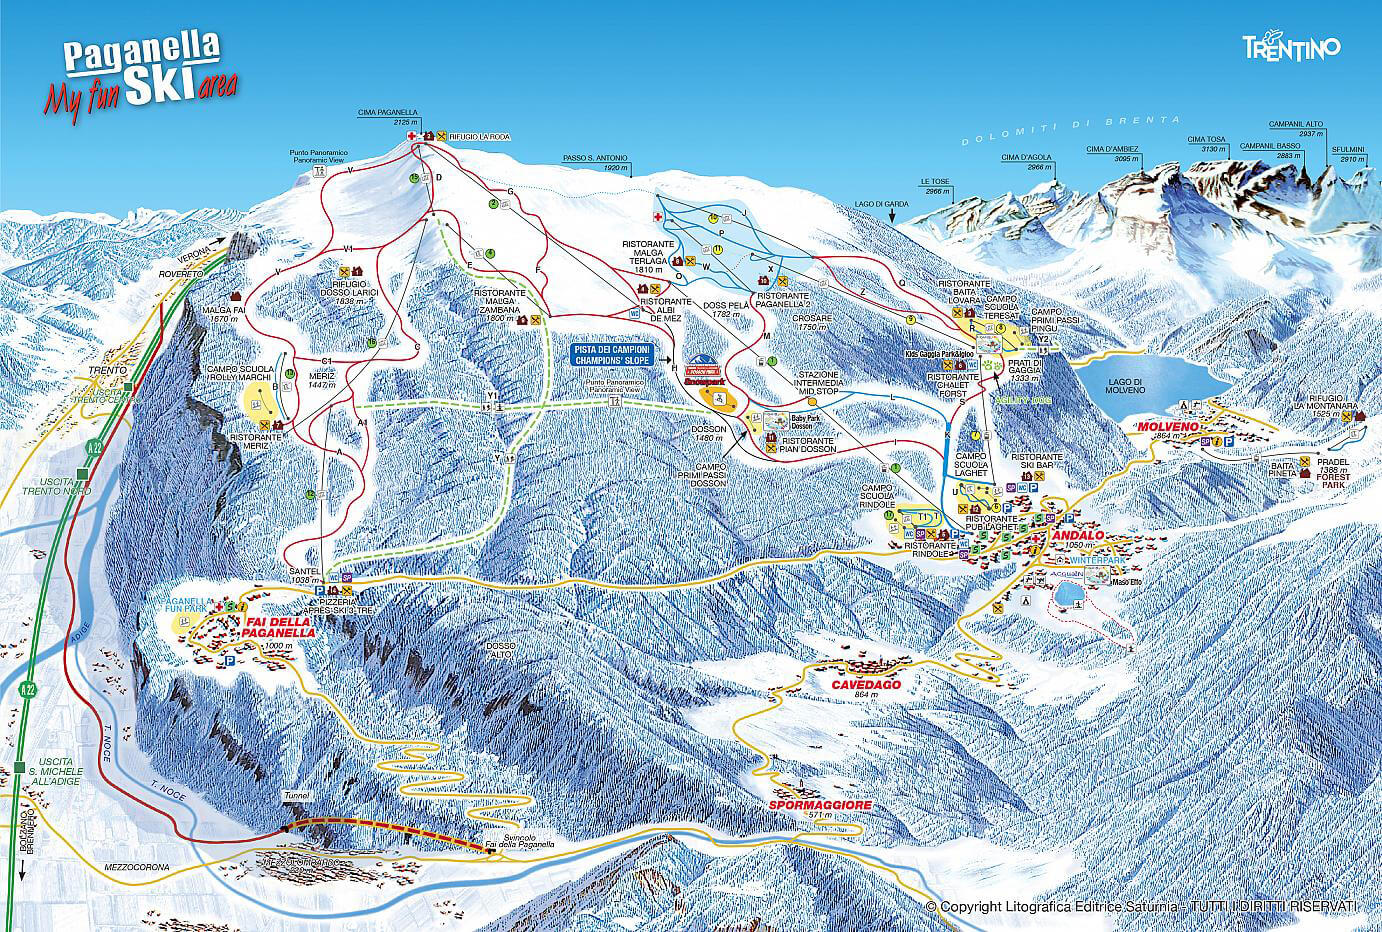 Paganella
My fun SKI area
TRENTINO
CIMA PAGANELLA
2125 m
RIFUGIO LA RODA
Punto Panoramico
Panoramic View
PASSO S. ANTONIO
1920 m
DOLOMITI DI BRENTA
LE TOSE
2966 m
CIMA D'AGOLA
2966 m
CIMA D'AMBIEZ
3095 m
CIMA TOSA
3130 m
CAMPANIL BASSO
2883 m
CAMPANIL ALTO
2937 m
SFULMINI
2910 m
LAGO DI GARDA
VERONA
ROVERETO
MALGA FAI
1670 m
RIFUGIO
DOSSO LARICI
1838 m
RISTORANTE
MALGA
ZAMBANA
1800 m
RISTORANTE
MALGA
TERLAGA
1810 m
RISTORANTE
ALBI
DE MEZ
DOSS PELÀ
1782 m
RISTORANTE
PAGANELLA 2
CROSARE
1750 m
RISTORANTE
BAITA
LOVARA
CAMPO
SCUOLA
TERESAT
CAMPO
PRIMI PASSI
PINGU
Kids Gaggia Park&Igloo
RISTORANTE
CHALET
FORST
PRATI DI
GAGGIA
1333 m
AGILITY DOG
LAGO DI
MOLVENO
MOLVENO
864 m
RIFUGIO
LA MONTANARA
1525 m
BAITA
PINETA
PRADEL
1366 m
FOREST
PARK
TRENTO
USCITA
TRENTO CENTRO
A 22
USCITA
TRENTO NORD
CAMPO SCUOLA
ROLLY MARCHI
MERIZ
1447 m
RISTORANTE
MERIZ
PISTA DEI CAMPIONI
CHAMPIONS' SLOPE
Snowpark
Punto Panoramico
Panoramic View
STAZIONE
INTERMEDIA
MID STOP
DOSSON
1480 m
Baby Park
Dosson
RISTORANTE
PIAN DOSSON
CAMPO
PRIMI PASSI
DOSSON
CAMPO
SCUOLA
RINDOLE
CAMPO
SCUOLA
LAGHET
RISTORANTE
SKI BAR
RISTORANTE
PUB LAGHET
RISTORANTE
RINDOLE
ANDALO
1050 m
WINTERPARK
ACQUAIN
Maso Elfo
SANTEL
1038 m
PIZZERIA
APRES-SKI 3-TRE
PAGANELLA
FUN PARK
FAI DELLA
PAGANELLA
1000 m
DOSSO
ALTO
CAVEDAGO
864 m
SPORMAGGIORE
571 m
ADIGE
A 22
T. NOCE
T. NOCE
USCITA
S. MICHELE
ALL'ADIGE
BOLZANO
BRENNERO
Tunnel
Svincolo
Fai della Paganella
MEZZOCORONA
MEZZOLOMBARDO
© Copyright Litografica Editrice Saturnia - TUTTI I DIRITTI RISERVATI